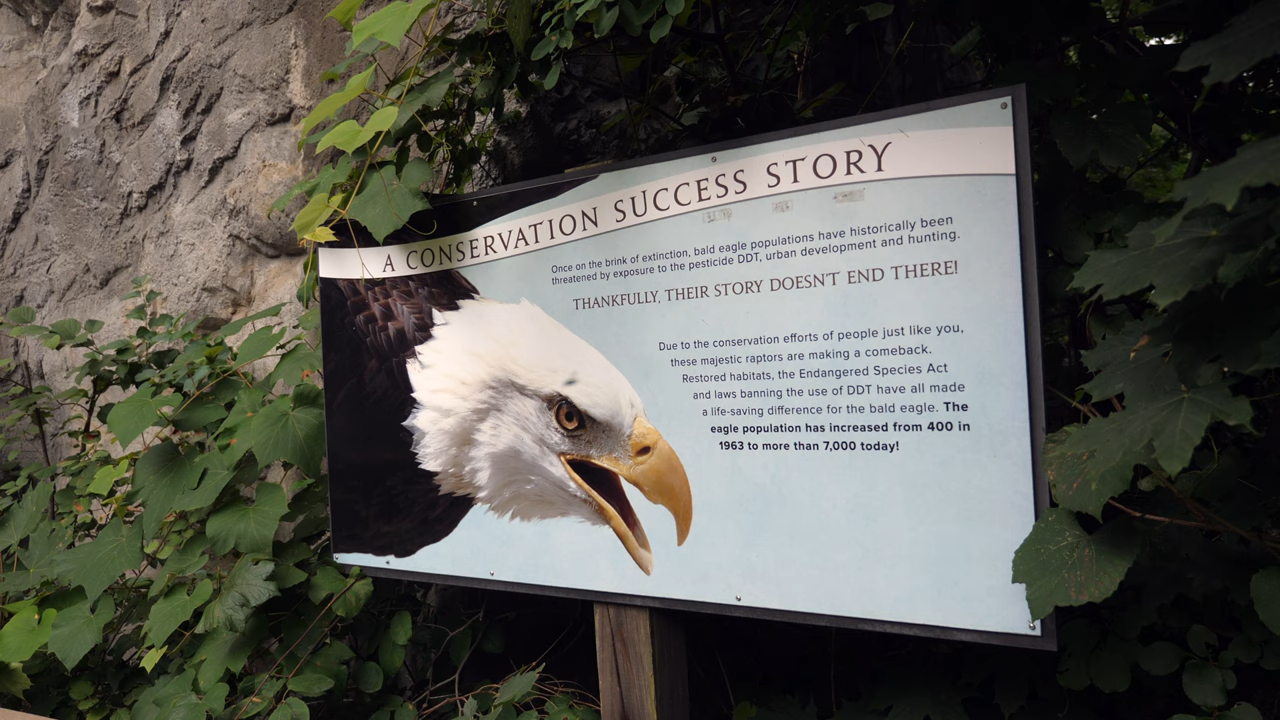 A CONSERVATION SUCCESS STORY
Once on the brink of extinction, bald eagle populations have historically been
threatened by exposure to the pesticide DDT, urban development and hunting.
THANKFULLY, THEIR STORY DOESN'T END THERE!
Due to the conservation efforts of people just like you,
these majestic raptors are making a comeback.
Restored habitats, the Endangered Species Act
and laws banning the use of DDT have all made
a life-saving difference for the bald eagle. The
eagle population has increased from 400 in
1963 to more than 7,000 today!